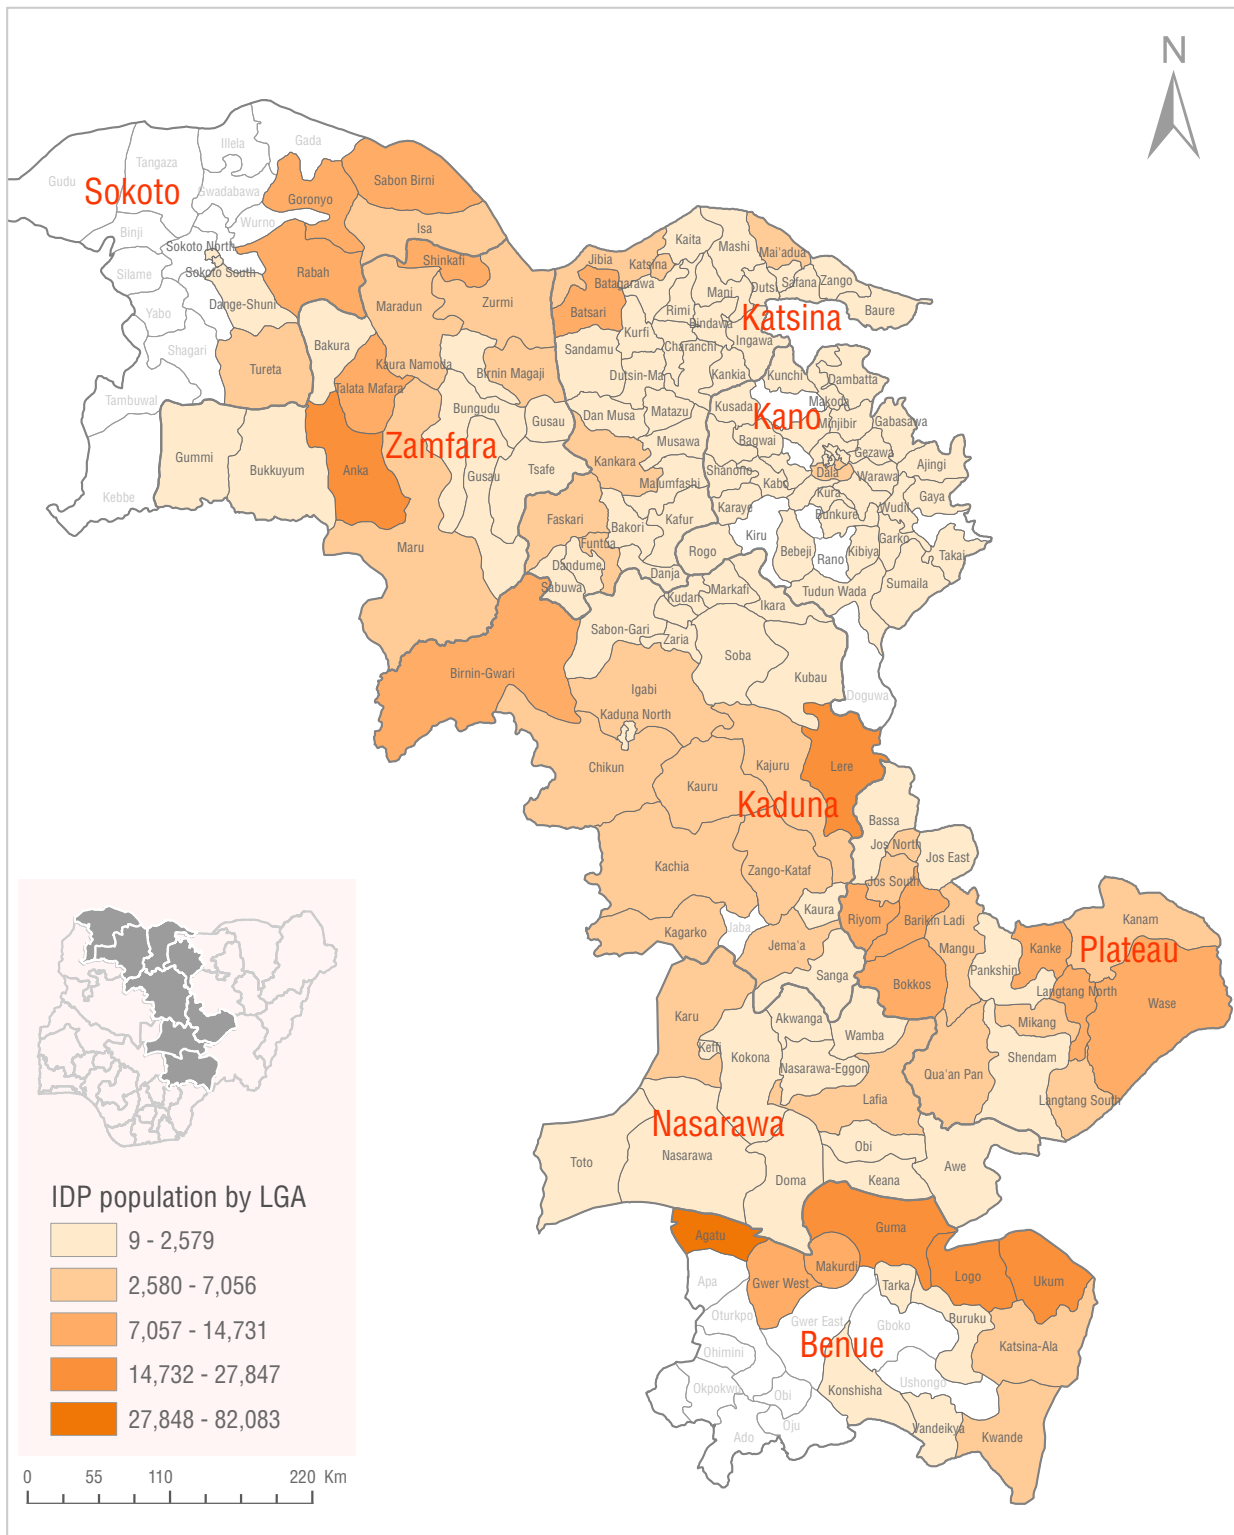 N
Illela
Gada
Tangaza
Gudu
Sokoto
Gwadabawa
Goronyo
Sabon Birni
Binji
Wurno
Isa
Sokoto North
Silame
Sokoto South
Rabah
Shinkafi
Dange-Shuni
Yabo
Shagari
Tureta
Tambuwal
Kebbe
Kaita
Mashi
Mai'adua
Jibia
Katsina
Batagarawa
Batsari
Mani
Dutsi
Safana
Zango
Baure
Rimi
Bindawa
Katsina
Kurfi
Charanchi
Ingawa
Sandamu
Dutsin-Ma
Kankia
Maradun
Zurmi
Bakura
Kaura Namoda
Birnin Magaji
Talata Mafara
Bungudu
Gusau
Zamfara
Gummi
Bukkuyum
Anka
Gusau
Tsafe
Maru
Kunchi
Dambatta
Kusada
Makoda
Kano
Minjibir
Gabasawa
Dan Musa
Matazu
Bagwai
Musawa
Gezawa
Ajingi
Kankara
Shanono
Dala
Warawa
Malumfashi
Kabo
Kura
Gaya
Karaye
Bunkure
Wudil
Faskari
Kafur
Bakori
Kiru
Garko
Funtua
Rogo
Bebeji
Rano
Kibiya
Takai
Dandume
Danja
Sumaila
Sabuwa
Kudan
Markafi
Tudun Wada
Ikara
Sabon-Gari
Zaria
Soba
Birnin-Gwari
Kubau
Igabi
Doguwa
Kaduna North
Chikun
Kajuru
Lere
Kauru
Kaduna
Bassa
Jos North
Jos East
Kachia
Zango-Kataf
Jos South
Kaura
Riyom
Barikin Ladi
Kanam
Kagarko
Jaba
Jema'a
Mangu
Kanke
Plateau
Pankshin
Sanga
Bokkos
Langtang North
Wase
Karu
Akwanga
Wamba
Mikang
Keffi
Kokona
Nasarawa-Eggon
Shendam
Qua'an Pan
Lafia
Langtang South
Nasarawa
Obi
Toto
Nasarawa
Awe
Doma
Keana
Agatu
Guma
Makurdi
Apa
Gwer West
Logo
Ukum
Tarka
Oturkpo
Gwer East
Gboko
Buruku
Ohimini
Benue
Katsina-Ala
Okpokwu
Obi
Ushongo
Konshisha
Oju
Vandeikya
Ado
Kwande
IDP population by LGA
9 - 2,579
2,580 - 7,056
7,057 - 14,731
14,732 - 27,847
27,848 - 82,083
0 55 110 220 Km